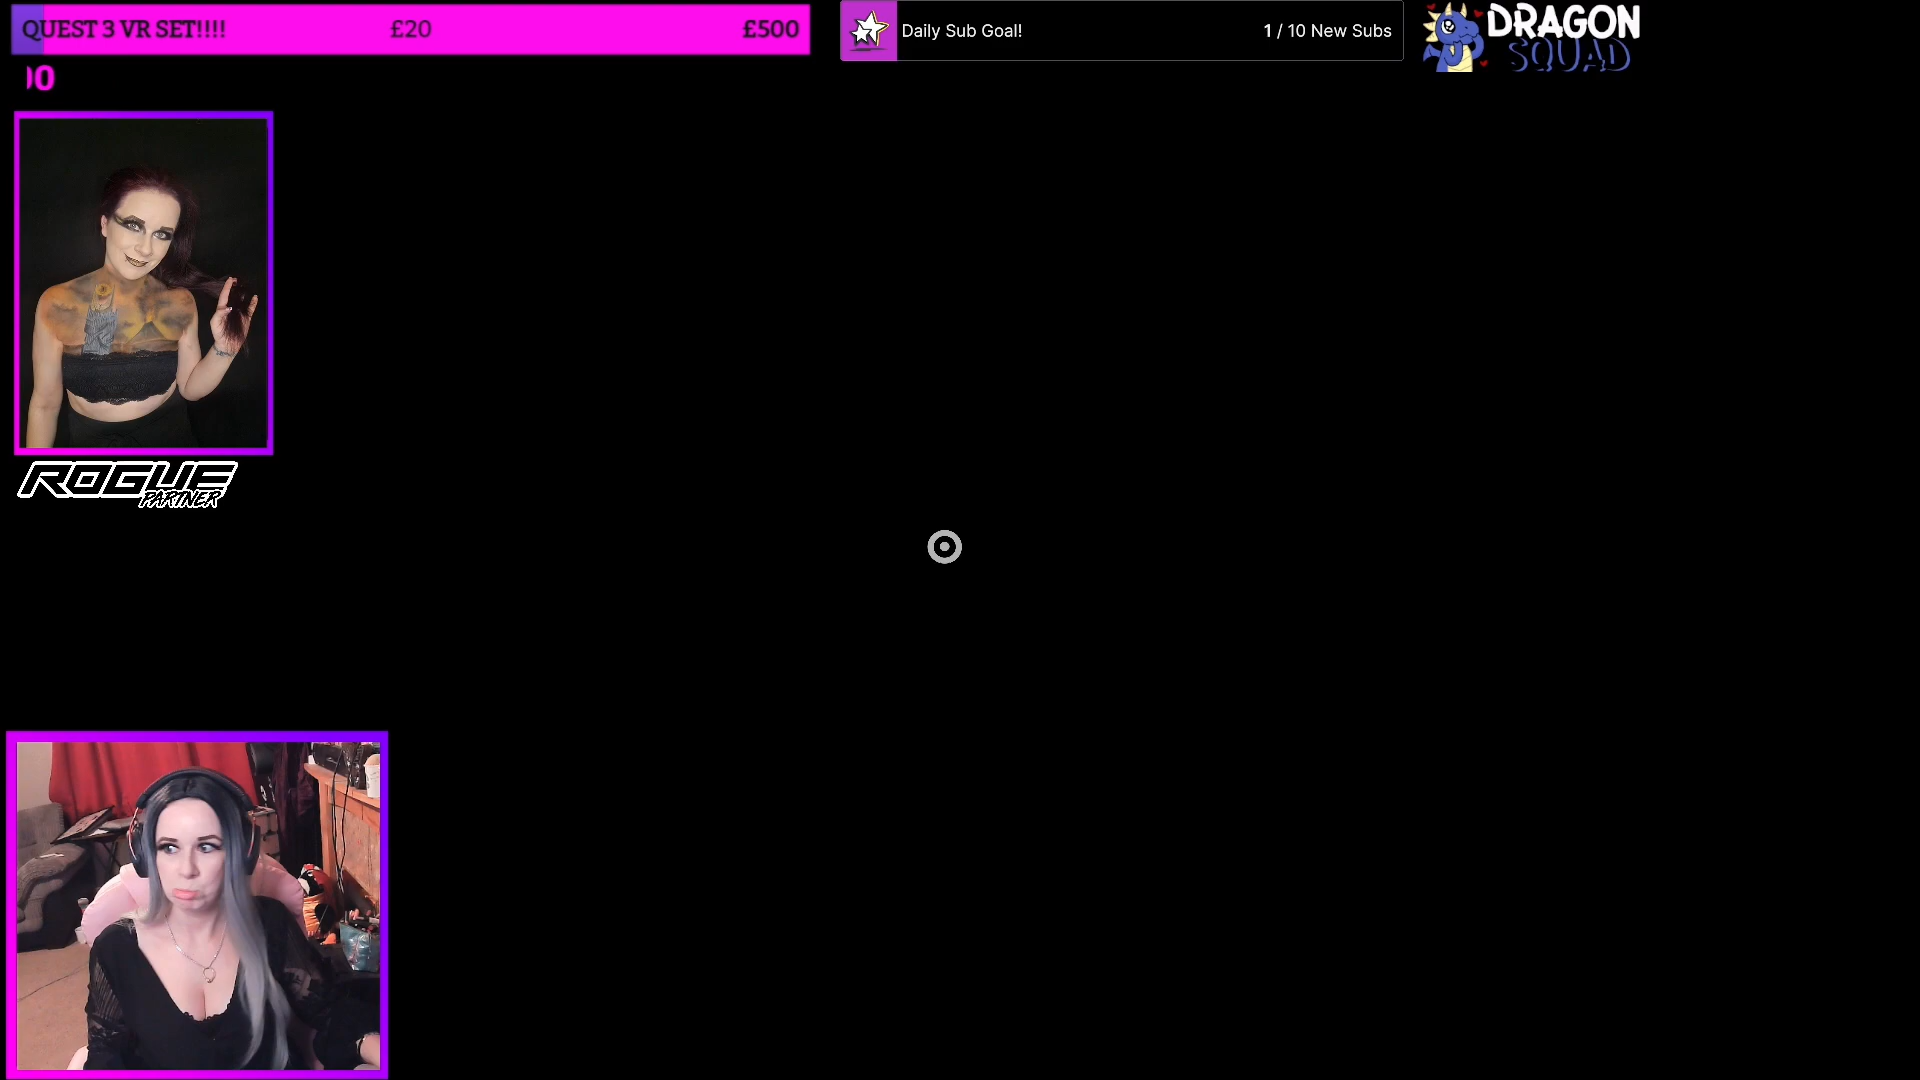 QUEST 3 VR SET!!!! £20 £500
Daily Sub Goal! 1 / 10 New Subs
DRAGON
SQUAD
ROGUE
PARTNER